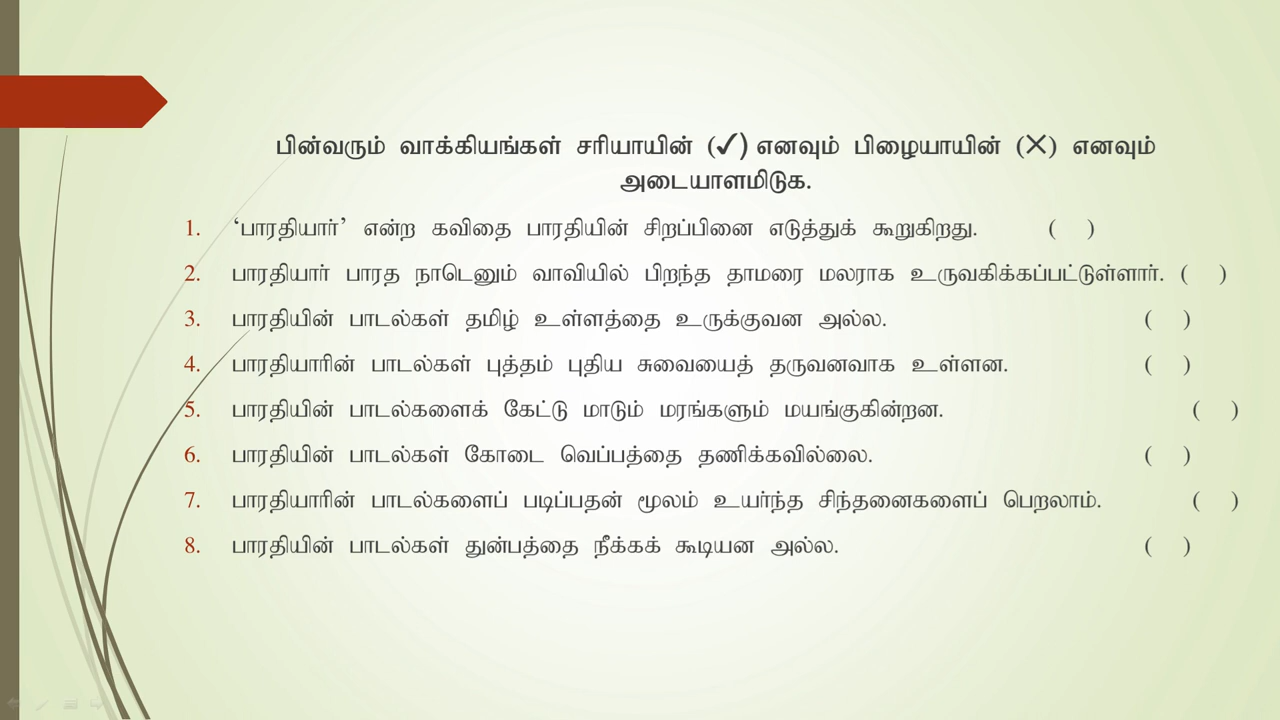 பின்வரும் வாக்கியங்கள் சரியாயின் (✓) எனவும் பிழையாயின் (✕) எனவும்
அடையாளமிடுக.
1. ‘பாரதியார்’ என்ற கவிதை பாரதியின் சிறப்பினை எடுத்துக் கூறுகிறது. ( )
2. பாரதியார் பாரத நாடெனும் வாவியில் பிறந்த தாமரை மலராக உருவகிக்கப்பட்டுள்ளார். ( )
3. பாரதியின் பாடல்கள் தமிழ் உள்ளத்தை உருக்குவன அல்ல. ( )
4. பாரதியாரின் பாடல்கள் புத்தம் புதிய சுவையைத் தருவனவாக உள்ளன. ( )
5. பாரதியின் பாடல்களைக் கேட்டு மாடும் மரங்களும் மயங்குகின்றன. ( )
6. பாரதியின் பாடல்கள் கோடை வெப்பத்தை தணிக்கவில்லை. ( )
7. பாரதியாரின் பாடல்களைப் படிப்பதன் மூலம் உயர்ந்த சிந்தனைகளைப் பெறலாம். ( )
8. பாரதியின் பாடல்கள் துன்பத்தை நீக்கக் கூடியன அல்ல. ( )